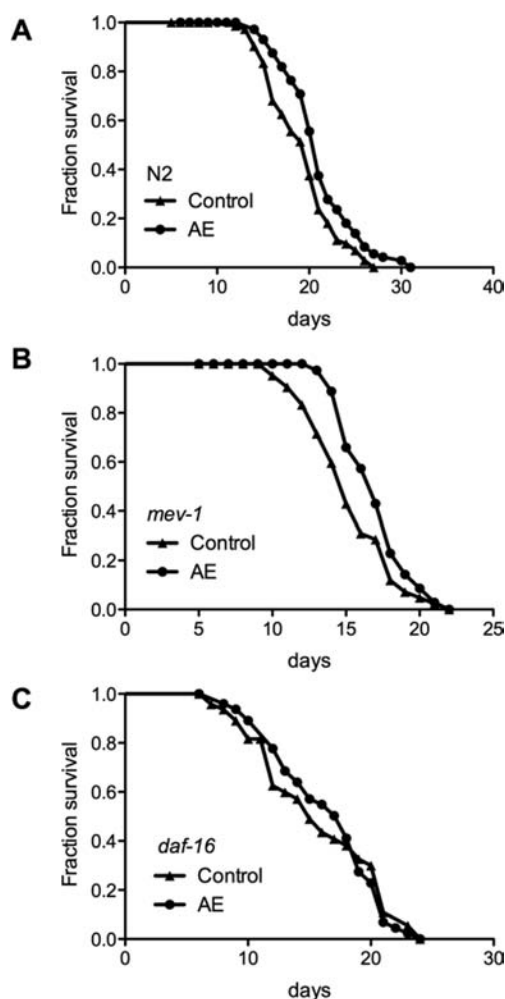 A
Fraction survival
1.0
0.8
0.6
0.4
0.2
0.0
N2
Control
AE
0 10 20 30 40
days
B
Fraction survival
1.0
0.8
0.6
0.4
0.2
0.0
mev-1
Control
AE
0 5 10 15 20 25
days
C
Fraction survival
1.0
0.8
0.6
0.4
0.2
0.0
daf-16
Control
AE
0 10 20 30
days